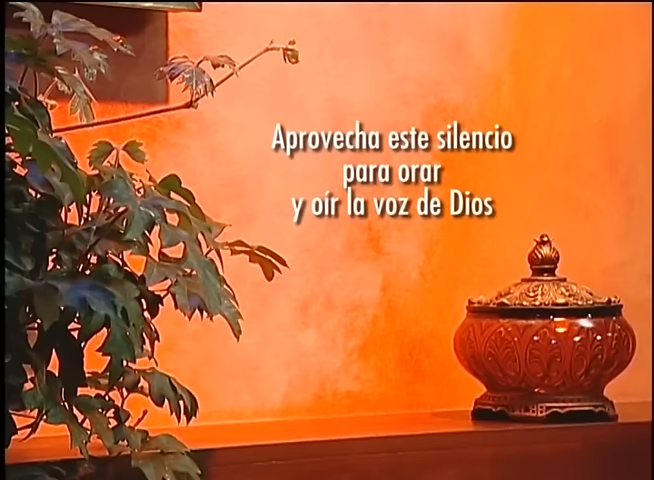 Aprovecha este silencio
para orar
y oír la voz de Dios